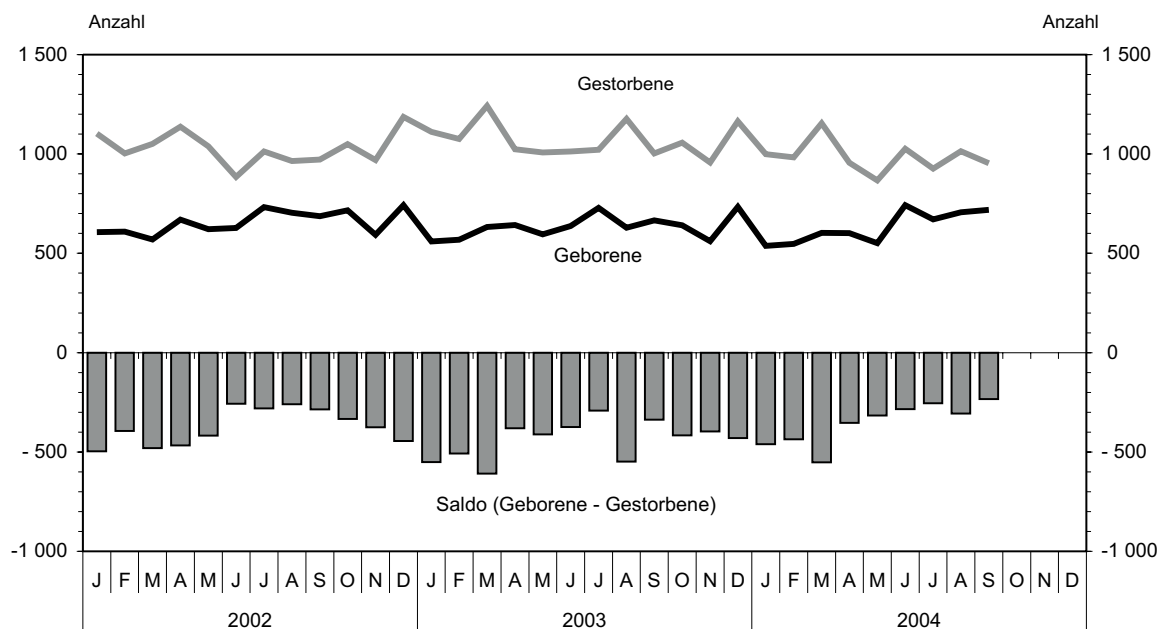 Anzahl Anzahl
1 500 1 500
Gestorbene
1 000 1 000
500 500
Geborene
0 0
- 500 - 500
Saldo (Geborene - Gestorbene)
-1 000 -1 000
J F M A M J J A S O N D J F M A M J J A S O N D J F M A M J J A S O N D
2002 2003 2004